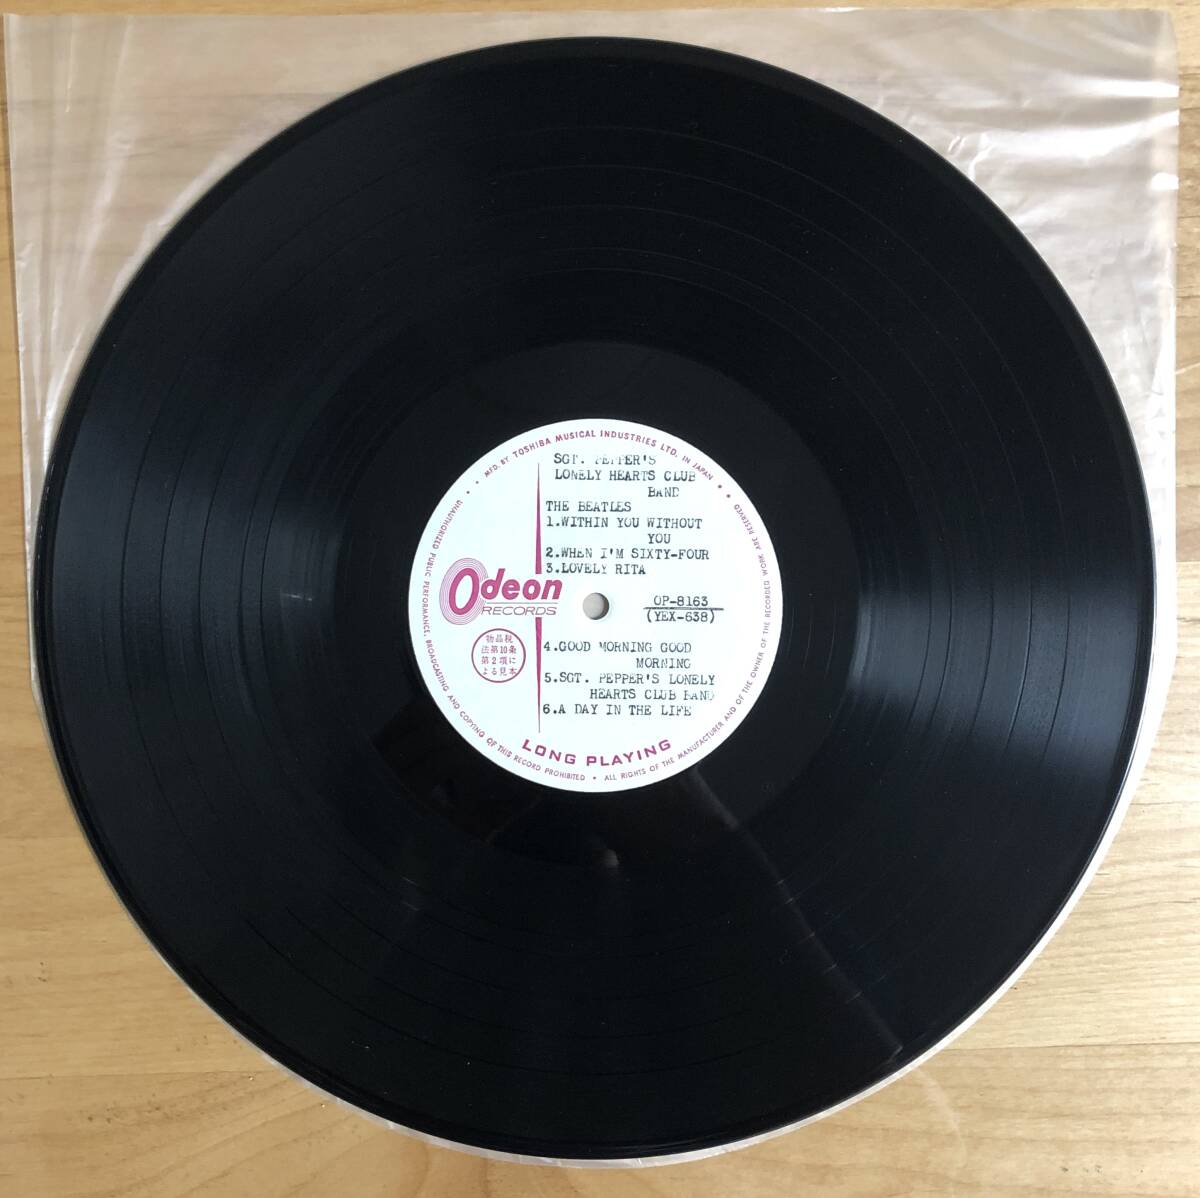 MFD. BY TOSHIBA MUSICAL INDUSTRIES LTD. IN JAPAN
SGT. PEPPER'S
LONELY HEARTS CLUB
BAND
THE BEATLES
1.WITHIN YOU WITHOUT
YOU
2.WHEN I'M SIXTY-FOUR
3.LOVELY RITA
Odeon
RECORDS
OP-8163
(YEX-638)
物品税
法第10条
第2項に
よる見本
4.GOOD MORNING GOOD
MORNING
5.SGT. PEPPER'S LONELY
HEARTS CLUB BAND
6.A DAY IN THE LIFE
LONG PLAYING
UNAUTHORIZED PUBLIC PERFORMANCE, BROADCASTING AND COPYING OF THIS RECORD PROHIBITED • ALL RIGHTS OF THE MANUFACTURER AND OF THE OWNER OF THE RECORDED WORK ARE RESERVED